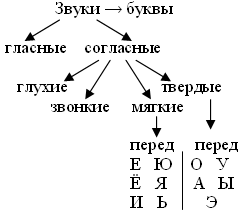 Звуки → буквы
гласные согласные
глухие твердые
звонкие мягкие
перед перед
Е Ю О У
Ё Я А Ы
И Ь Э